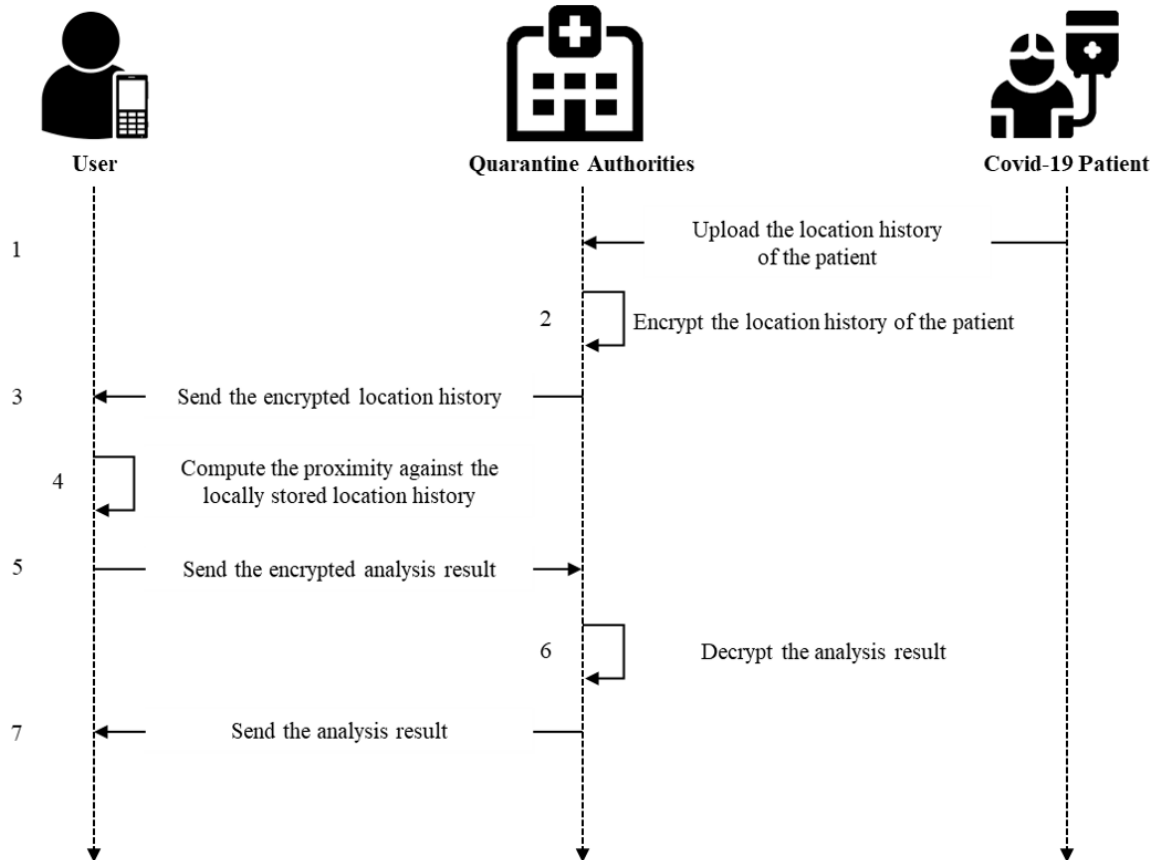 User
Quarantine Authorities
Covid-19 Patient
1
Upload the location history
of the patient
2
Encrypt the location history of the patient
3
Send the encrypted location history
4
Compute the proximity against the
locally stored location history
5
Send the encrypted analysis result
6
Decrypt the analysis result
7
Send the analysis result